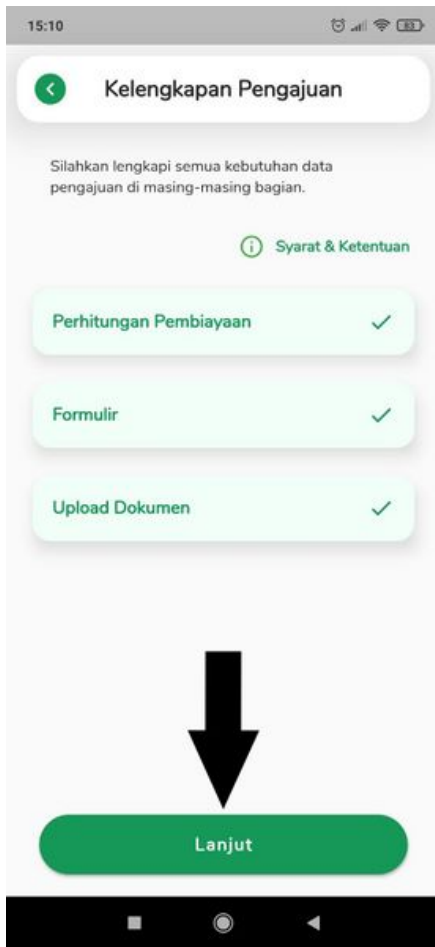 15:10
83
Kelengkapan Pengajuan
Silahkan lengkapi semua kebutuhan data
pengajuan di masing-masing bagian.
Syarat & Ketentuan
Perhitungan Pembiayaan
Formulir
Upload Dokumen
Lanjut